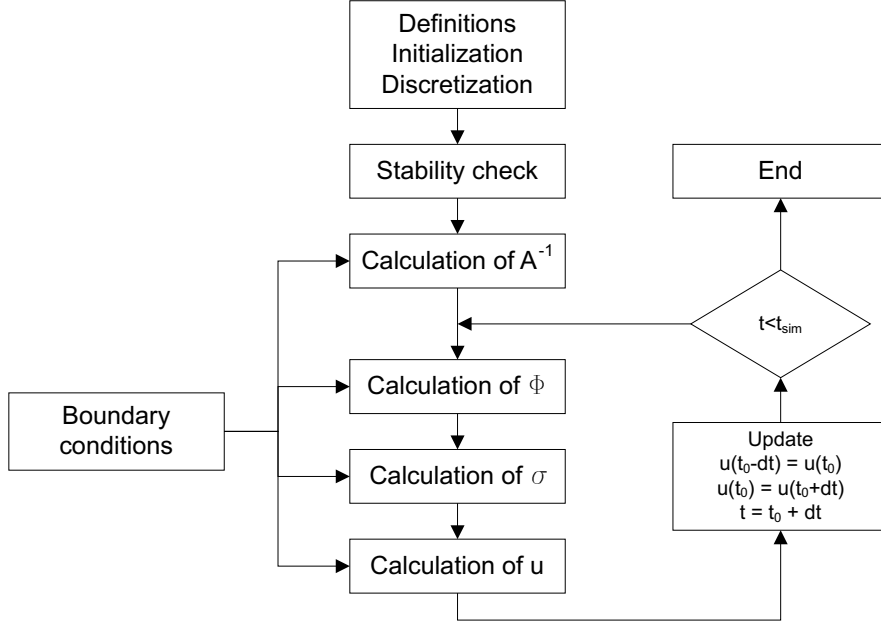 Definitions
Initialization
Discretization
Stability check
End
Calculation of A⁻¹
t<t_sim
Calculation of Φ
Boundary
conditions
Calculation of σ
Update
u(t₀-dt) = u(t₀)
u(t₀) = u(t₀+dt)
t = t₀ + dt
Calculation of u